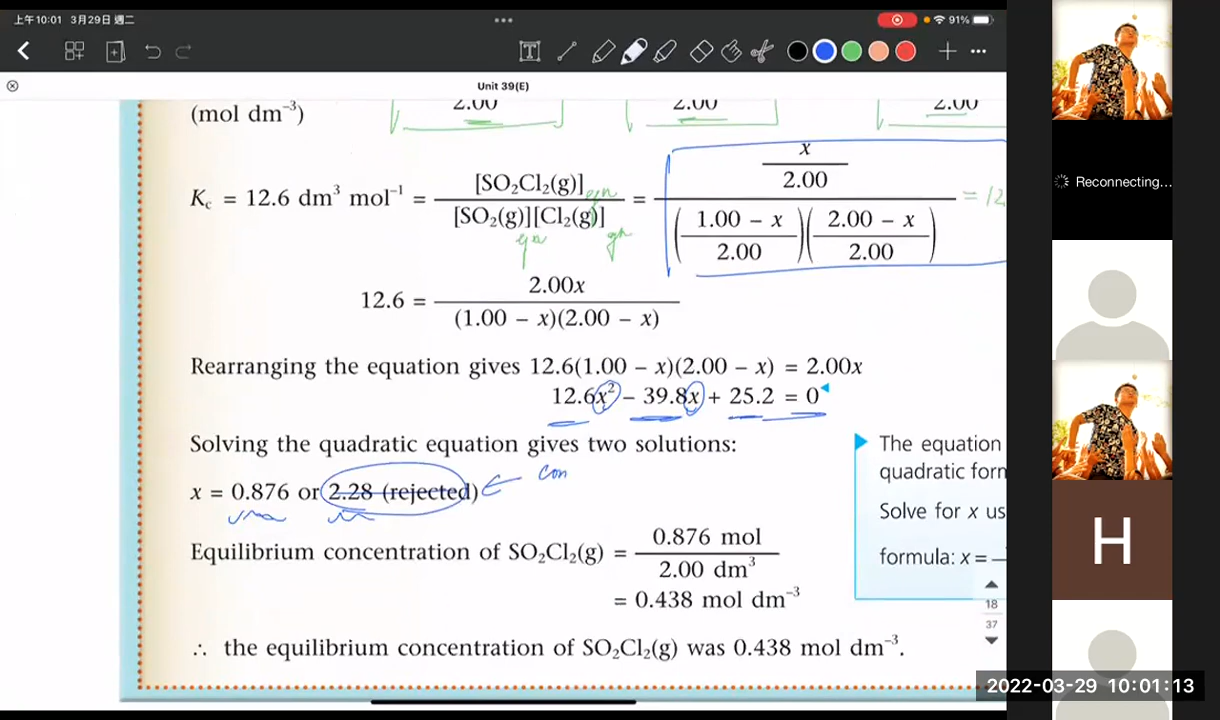 上午10:01 3月29日 週二
91%
Unit 39(E)
2.00 2.00 2.00
(mol dm⁻³)
Kc = 12.6 dm³ mol⁻¹ = [SO₂Cl₂(g)]eqn / [SO₂(g)]eqn[Cl₂(g)]eqn = (x / 2.00) / ((1.00 − x / 2.00)(2.00 − x / 2.00)) = 12
12.6 = 2.00x / (1.00 − x)(2.00 − x)
Rearranging the equation gives 12.6(1.00 − x)(2.00 − x) = 2.00x
12.6x² − 39.8x + 25.2 = 0
Solving the quadratic equation gives two solutions:
x = 0.876 or 2.28 (rejected) con
Equilibrium concentration of SO₂Cl₂(g) = 0.876 mol / 2.00 dm³
= 0.438 mol dm⁻³
∴ the equilibrium concentration of SO₂Cl₂(g) was 0.438 mol dm⁻³.
The equation
quadratic form
Solve for x us
formula: x = −
18
37
Reconnecting...
H
2022-03-29 10:01:13